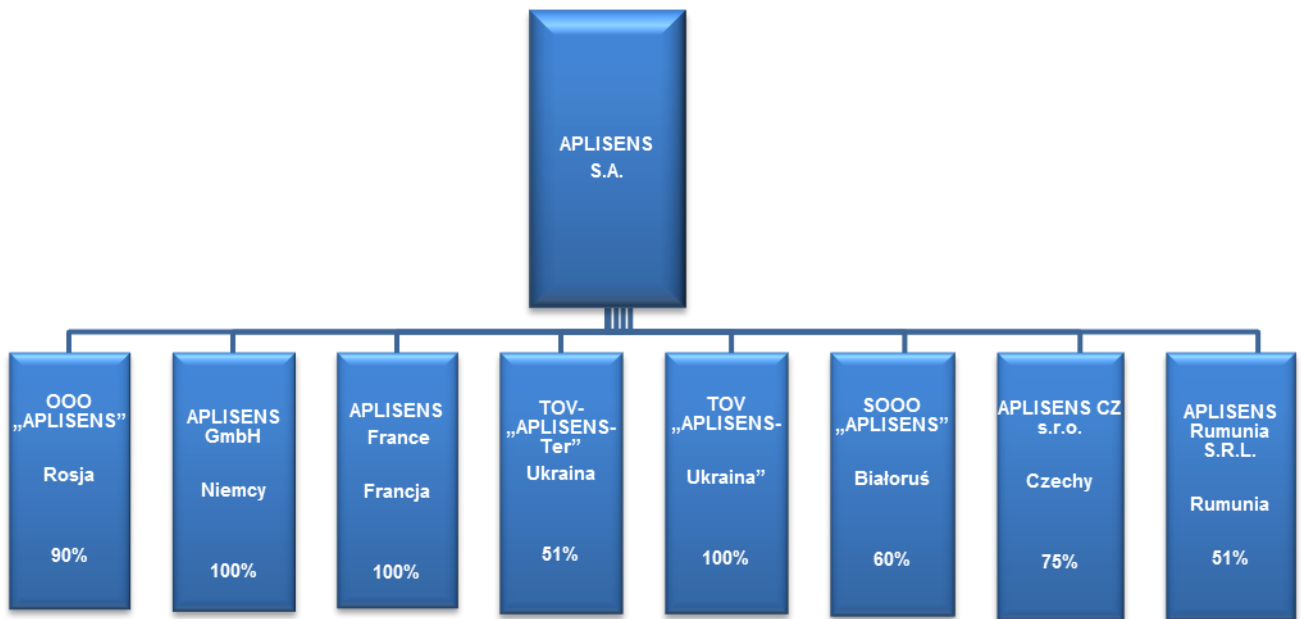 APLISENS
S.A.
OOO
„APLISENS”
Rosja
90%
APLISENS
GmbH
Niemcy
100%
APLISENS
France
Francja
100%
TOV-
„APLISENS-
Ter”
Ukraina
51%
TOV
„APLISENS-
Ukraina”
100%
SOOO
„APLISENS”
Białoruś
60%
APLISENS CZ
s.r.o.
Czechy
75%
APLISENS
Rumunia
S.R.L.
Rumunia
51%